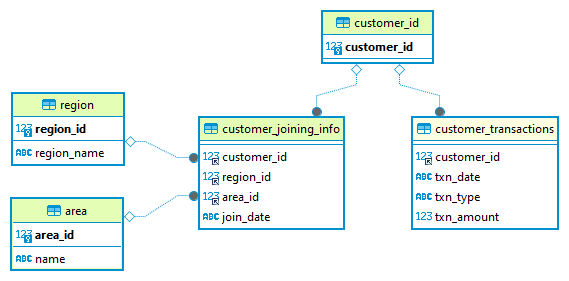 customer_id
123 customer_id
region
123 region_id
ABC region_name
customer_joining_info
123 customer_id
123 region_id
123 area_id
ABC join_date
customer_transactions
123 customer_id
ABC txn_date
ABC txn_type
123 txn_amount
area
123 area_id
ABC name